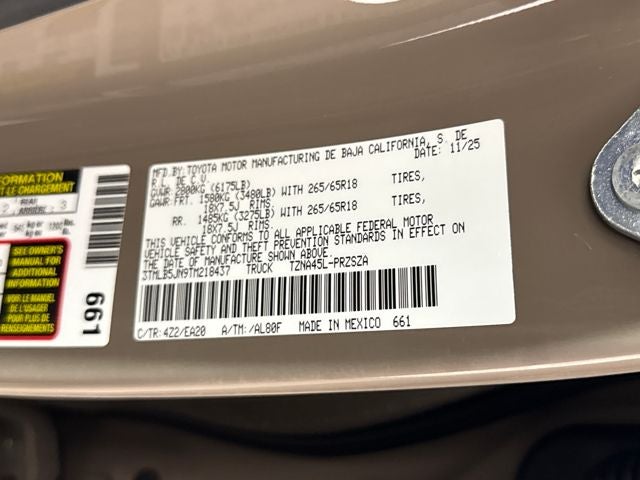 MFD.BY:TOYOTA MOTOR MANUFACTURING DE BAJA CALIFORNIA, S. DE
R.L. DE C.V. DATE: 11/25
GVWR 2800KG (6175LB)
GAWR:FRT. 1580KG (3480LB) WITH 265/65R18 TIRES,
18X7.5J RIMS
RR. 1485KG (3275LB) WITH 265/65R18 TIRES,
18X7.5J RIMS
THIS VEHICLE CONFORMS TO ALL APPLICABLE FEDERAL MOTOR
VEHICLE SAFETY AND THEFT PREVENTION STANDARDS IN EFFECT ON
THE DATE OF MANUFACTURE SHOWN ABOVE.
3TMLB5JN9TM218437 TRUCK TZNA45L-PRZSZA
C/TR:4Z2/EA20 A/TM:/AL80F MADE IN MEXICO 661
REAR
ARRIERE 3
SEE OWNER'S
MANUAL FOR
ADDITIONAL
INFORMATION
VOIR LE MANUEL
DE L'USAGER
POUR PLUS DE
RENSEIGNEMENTS
661